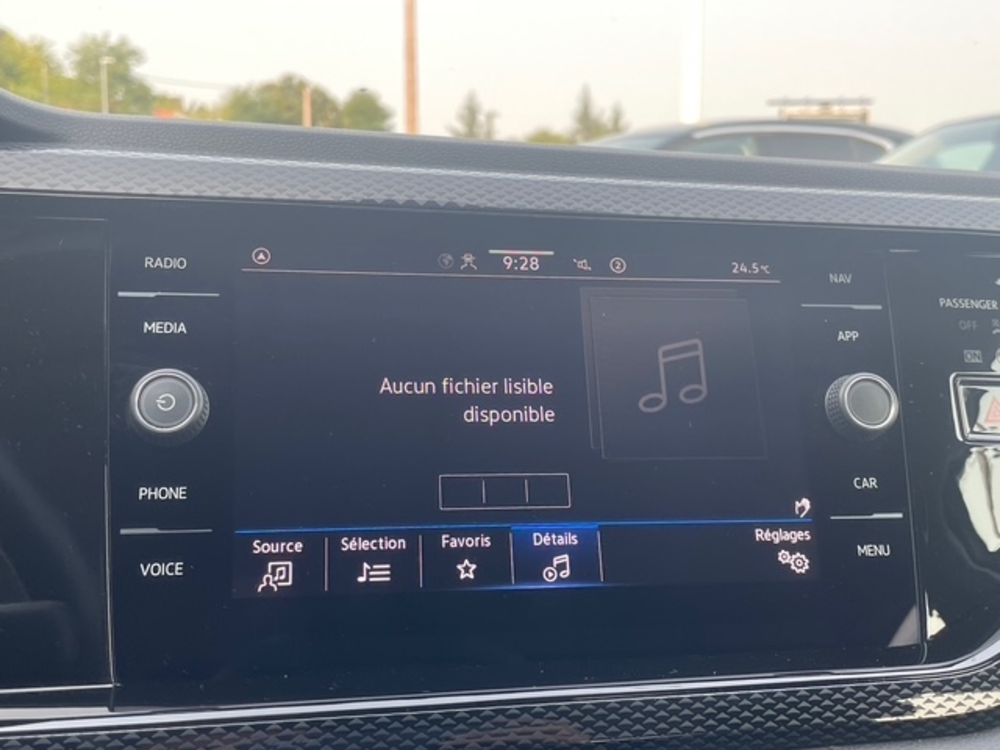 RADIO
MEDIA
PHONE
VOICE
9:28
2
24.5°C
Aucun fichier lisible
disponible
Source
Sélection
Favoris
Détails
Réglages
NAV
APP
CAR
MENU
PASSENGER
OFF
ON